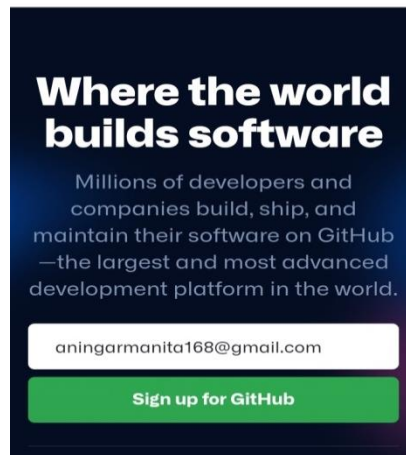 Where the world
builds software
Millions of developers and
companies build, ship, and
maintain their software on GitHub
—the largest and most advanced
development platform in the world.
aningarmanita168@gmail.com
Sign up for GitHub